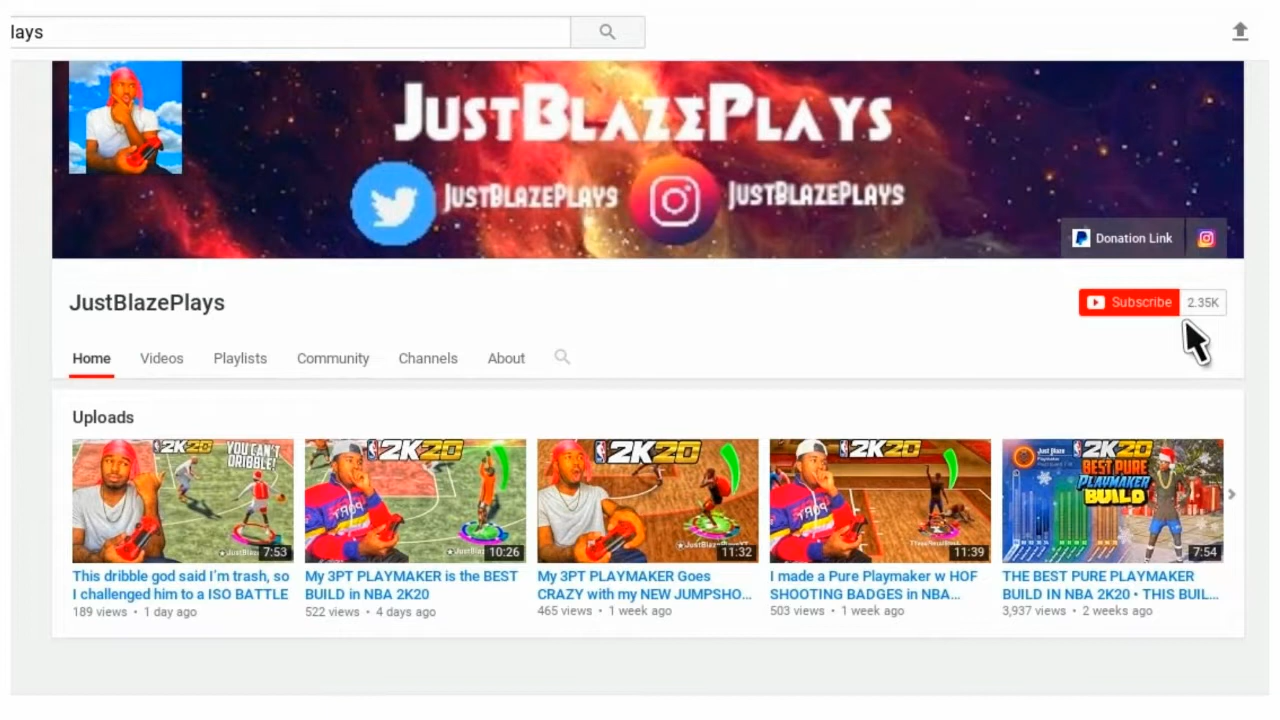 lays
JUSTBLAZEPLAYS
JUSTBLAZEPLAYS
JUSTBLAZEPLAYS
Donation Link
JustBlazePlays
Subscribe 2.35K
Home Videos Playlists Community Channels About
Uploads
2K20
YOU CAN'T
DRIBBLE!
7:53
2K20
10:26
2K20
11:32
2K20
11:39
Just Blaze
2K20
BEST PURE
PLAYMAKER
BUILD
7:54
This dribble god said I'm trash, so
I challenged him to a ISO BATTLE
189 views • 1 day ago
My 3PT PLAYMAKER is the BEST
BUILD in NBA 2K20
522 views • 4 days ago
My 3PT PLAYMAKER Goes
CRAZY with my NEW JUMPSHO...
465 views • 1 week ago
I made a Pure Playmaker w HOF
SHOOTING BADGES in NBA...
503 views • 1 week ago
THE BEST PURE PLAYMAKER
BUILD IN NBA 2K20 • THIS BUIL...
3,937 views • 2 weeks ago